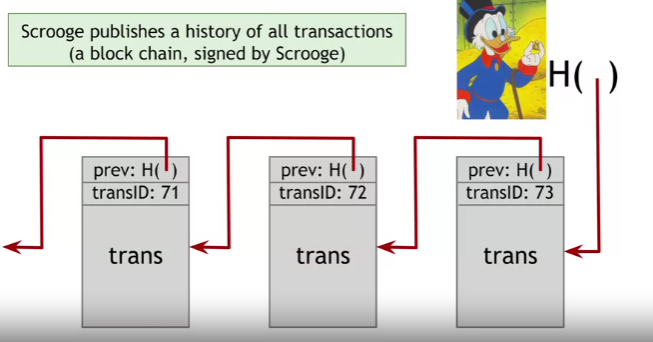 Scrooge publishes a history of all transactions
(a block chain, signed by Scrooge)
H( )
prev: H( )
transID: 71
trans
prev: H( )
transID: 72
trans
prev: H( )
transID: 73
trans